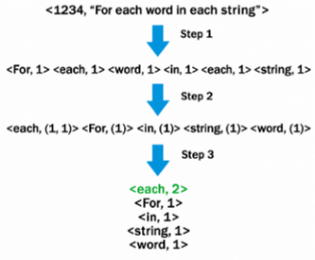 <1234, “For each word in each string”>
Step 1
<For, 1> <each, 1> <word, 1> <in, 1> <each, 1> <string, 1>
Step 2
<each, (1, 1)> <For, (1)> <in, (1)> <string, (1)> <word, (1)>
Step 3
<each, 2>
<For, 1>
<in, 1>
<string, 1>
<word, 1>